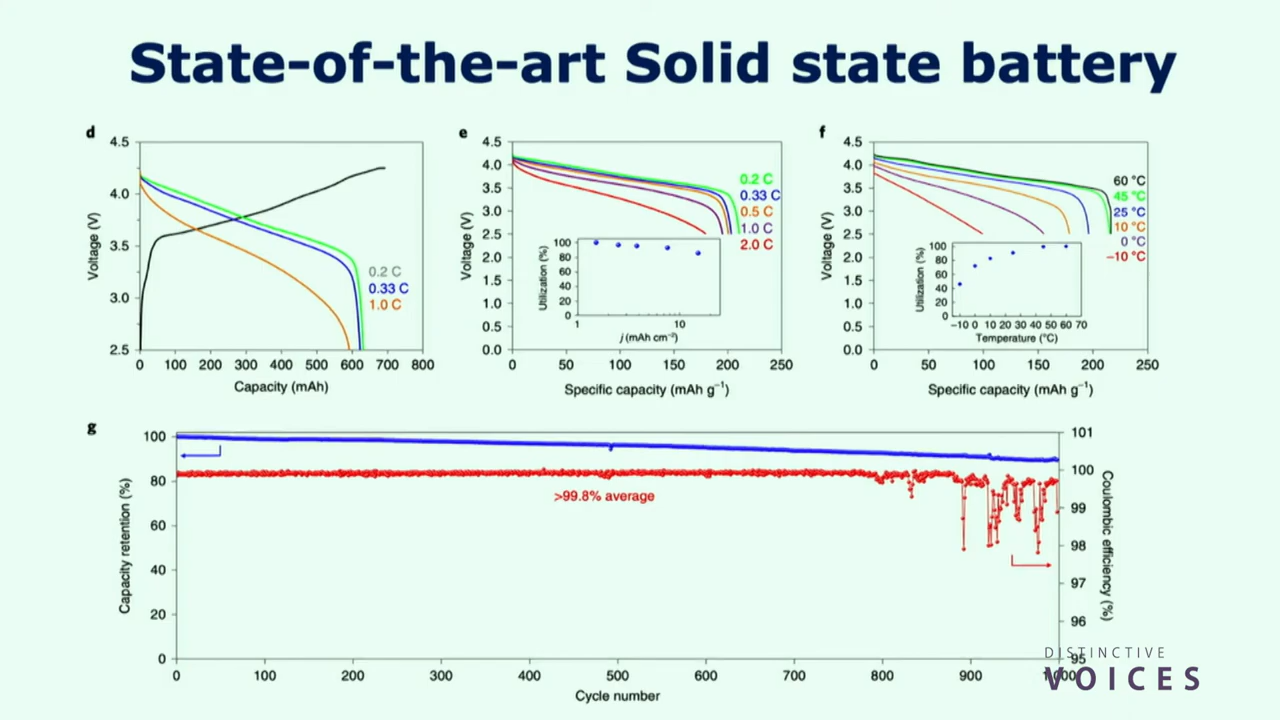 State-of-the-art Solid state battery
d
4.5
4.0
3.5
3.0
2.5
Voltage (V)
0.2 C
0.33 C
1.0 C
0 100 200 300 400 500 600 700 800
Capacity (mAh)
e
4.5
4.0
3.5
3.0
2.5
2.0
1.5
1.0
0.5
0.0
Voltage (V)
0.2 C
0.33 C
0.5 C
1.0 C
2.0 C
100
80
60
40
20
0
Utilization (%)
1 10
j (mAh cm⁻²)
0 50 100 150 200 250
Specific capacity (mAh g⁻¹)
f
4.5
4.0
3.5
3.0
2.5
2.0
1.5
1.0
0.5
0.0
Voltage (V)
60 °C
45 °C
25 °C
10 °C
0 °C
−10 °C
100
80
60
40
20
0
Utilization (%)
−10 0 10 20 30 40 50 60 70
Temperature (°C)
0 50 100 150 200 250
Specific capacity (mAh g⁻¹)
g
100
80
60
40
20
0
Capacity retention (%)
>99.8% average
101
100
99
98
97
96
95
Coulombic efficiency (%)
0 100 200 300 400 500 600 700 800 900 1,000
Cycle number
DISTINCTIVE
VOICES